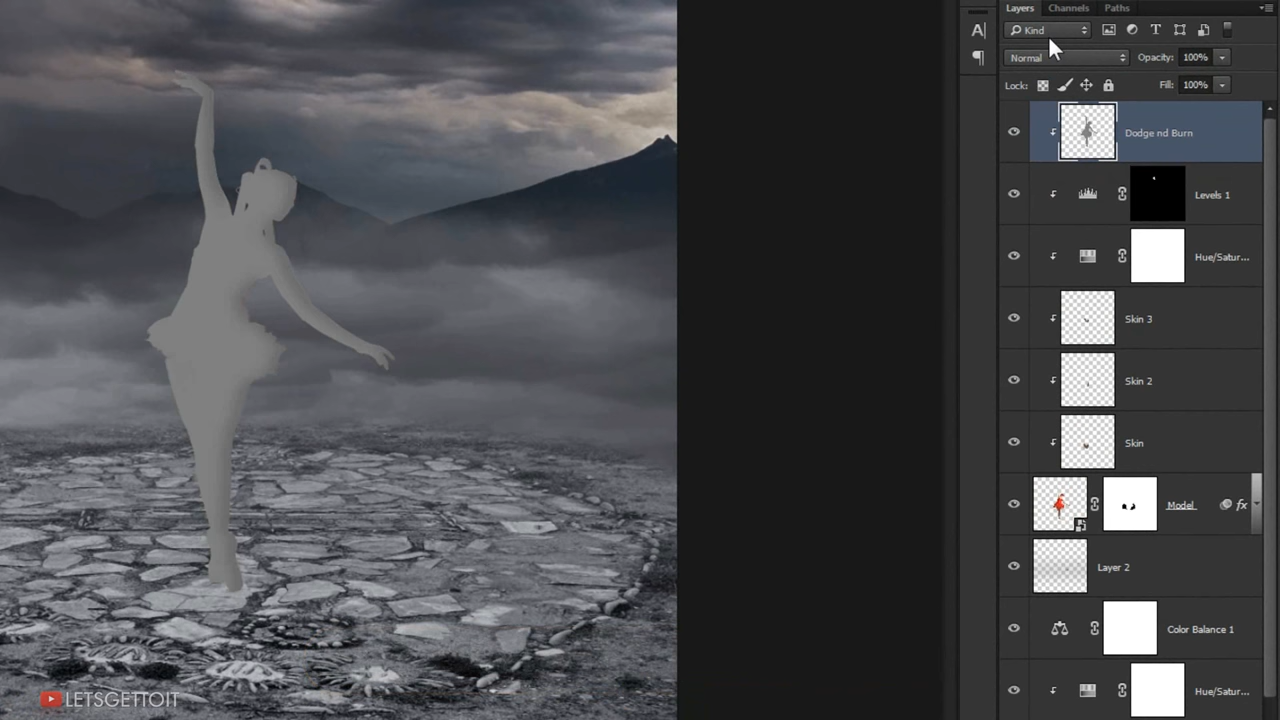 Layers Channels Paths
A
Kind T
Normal Opacity: 100%
Lock: Fill: 100%
Dodge nd Burn
Levels 1
Hue/Satur...
Skin 3
Skin 2
Skin
Model fx
Layer 2
Color Balance 1
Hue/Satur...
LETSGETTOIT